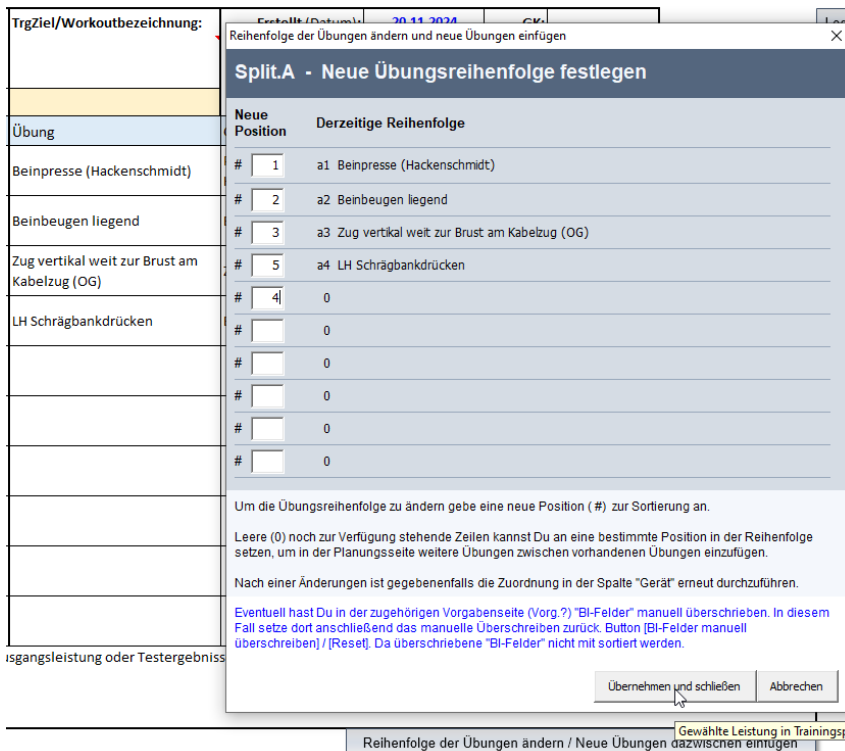 TrgZiel/Workoutbezeichnung:
Erstellt (Datum): 20.11.2024 GK:
Reihenfolge der Übungen ändern und neue Übungen einfügen
Split.A - Neue Übungsreihenfolge festlegen
Neue
Position
Derzeitige Reihenfolge
# 1 a1 Beinpresse (Hackenschmidt)
# 2 a2 Beinbeugen liegend
# 3 a3 Zug vertikal weit zur Brust am Kabelzug (OG)
# 5 a4 LH Schrägbankdrücken
# 4 0
# 0
# 0
# 0
# 0
# 0
Um die Übungsreihenfolge zu ändern gebe eine neue Position ( #) zur Sortierung an.
Leere (0) noch zur Verfügung stehende Zeilen kannst Du an eine bestimmte Position in der Reihenfolge
setzen, um in der Planungsseite weitere Übungen zwischen vorhandenen Übungen einzufügen.
Nach einer Änderungen ist gegebenenfalls die Zuordnung in der Spalte "Gerät" erneut durchzuführen.
Eventuell hast Du in der zugehörigen Vorgabenseite (Vorg.?) "BI-Felder" manuell überschrieben. In diesem
Fall setze dort anschließend das manuelle Überschreiben zurück. Button [BI-Felder manuell
überschreiben] / [Reset]. Da überschriebene "BI-Felder" nicht mit sortiert werden.
Übernehmen und schließen
Abbrechen
Übung
Beinpresse (Hackenschmidt)
Beinbeugen liegend
Zug vertikal weit zur Brust am
Kabelzug (OG)
LH Schrägbankdrücken
usgangsleistung oder Testergebniss
Gewählte Leistung in Trainingsp
Reihenfolge der Übungen ändern / Neue Übungen dazwischen einfügen